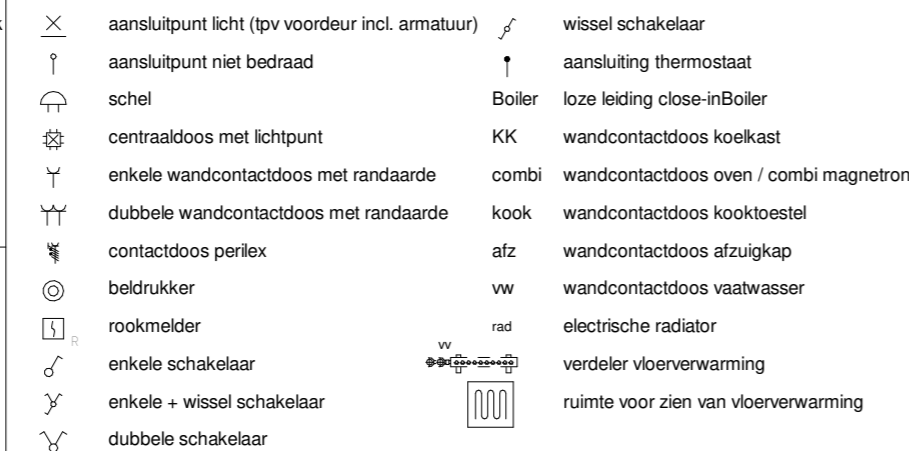 aansluitpunt licht (tpv voordeur incl. armatuur)
aansluitpunt niet bedraad
schel
centraaldoos met lichtpunt
enkele wandcontactdoos met randaarde
dubbele wandcontactdoos met randaarde
contactdoos perilex
beldrukker
R rookmelder
enkele schakelaar
enkele + wissel schakelaar
dubbele schakelaar
wissel schakelaar
aansluiting thermostaat
Boiler loze leiding close-inBoiler
KK wandcontactdoos koelkast
combi wandcontactdoos oven / combi magnetron
kook wandcontactdoos kooktoestel
afz wandcontactdoos afzuigkap
vw wandcontactdoos vaatwasser
rad electrische radiator
vv
verdeler vloerverwarming
ruimte voor zien van vloerverwarming